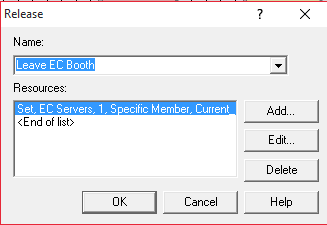 Release
?
Name:
Leave EC Booth
Resources:
Set, EC Servers, 1, Specific Member, Current
<End of list>
Add...
Edit...
Delete
OK
Cancel
Help